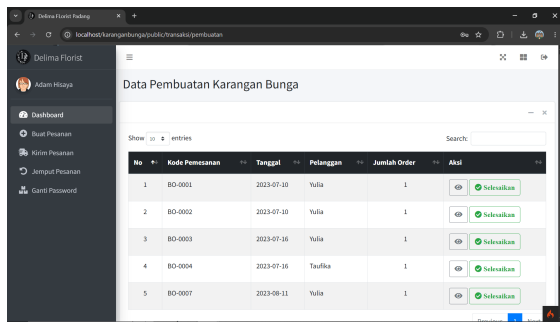 Delima FLorist Padang
localhost/karanganbunga/public/transaksi/pembuatan
Delima Florist
Adam Hisaya
Dashboard
Buat Pesanan
Kirim Pesanan
Jemput Pesanan
Ganti Password
Data Pembuatan Karangan Bunga
Show 10 entries
Search:
No Kode Pemesanan Tanggal Pelanggan Jumlah Order Aksi
1 BO-0001 2023-07-10 Yulia 1 Selesaikan
2 BO-0002 2023-07-10 Yulia 1 Selesaikan
3 BO-0003 2023-07-16 Yulia 1 Selesaikan
4 BO-0004 2023-07-16 Taufika 1 Selesaikan
5 BO-0007 2023-08-11 Yulia 1 Selesaikan
Previous 1 Next